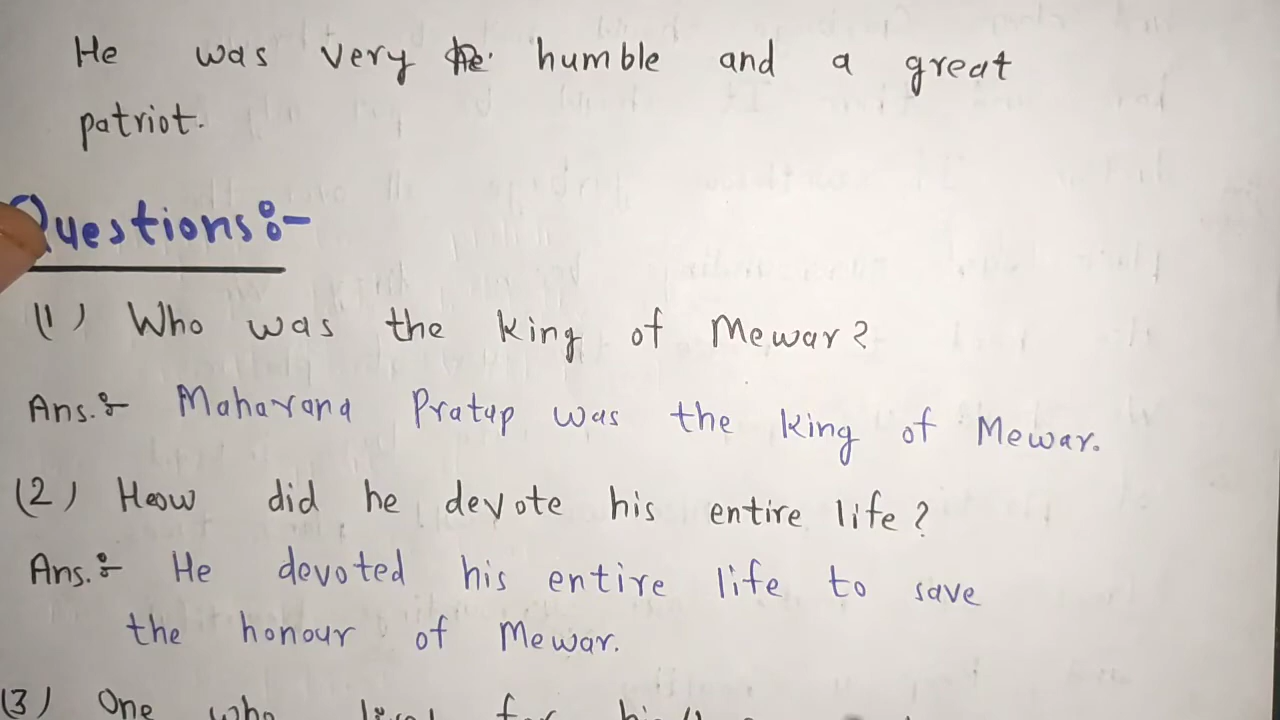 He was very humble and a great
patriot.
Questions:-
(1) Who was the king of Mewar?
Ans.:- Maharana Pratap was the king of Mewar.
(2) Heow did he devote his entire life?
Ans.:- He devoted his entire life to save
the honour of Mewar.
(3) One who